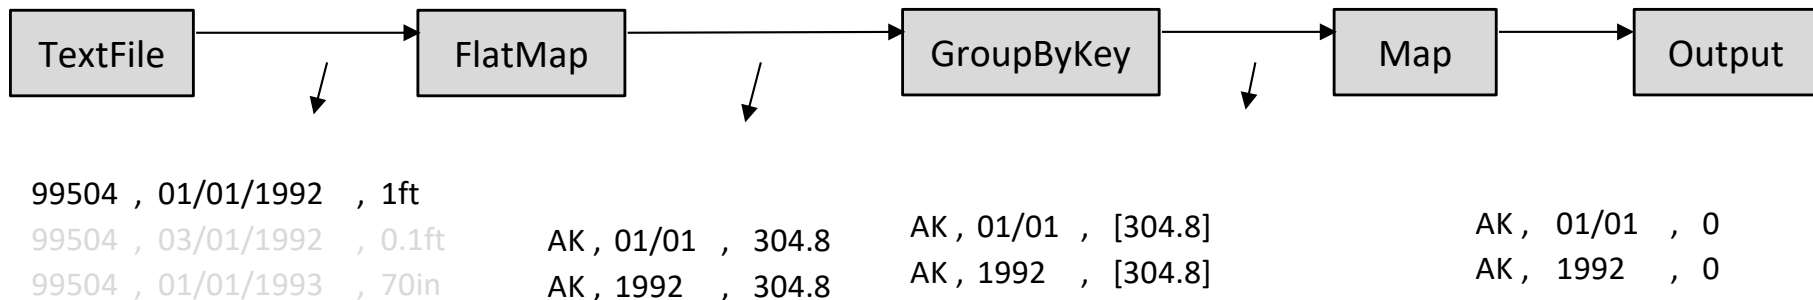 TextFile FlatMap GroupByKey Map Output
99504 , 01/01/1992 , 1ft
99504 , 03/01/1992 , 0.1ft
99504 , 01/01/1993 , 70in
AK , 01/01 , 304.8
AK , 1992 , 304.8
AK , 01/01 , [304.8]
AK , 1992 , [304.8]
AK , 01/01 , 0
AK , 1992 , 0